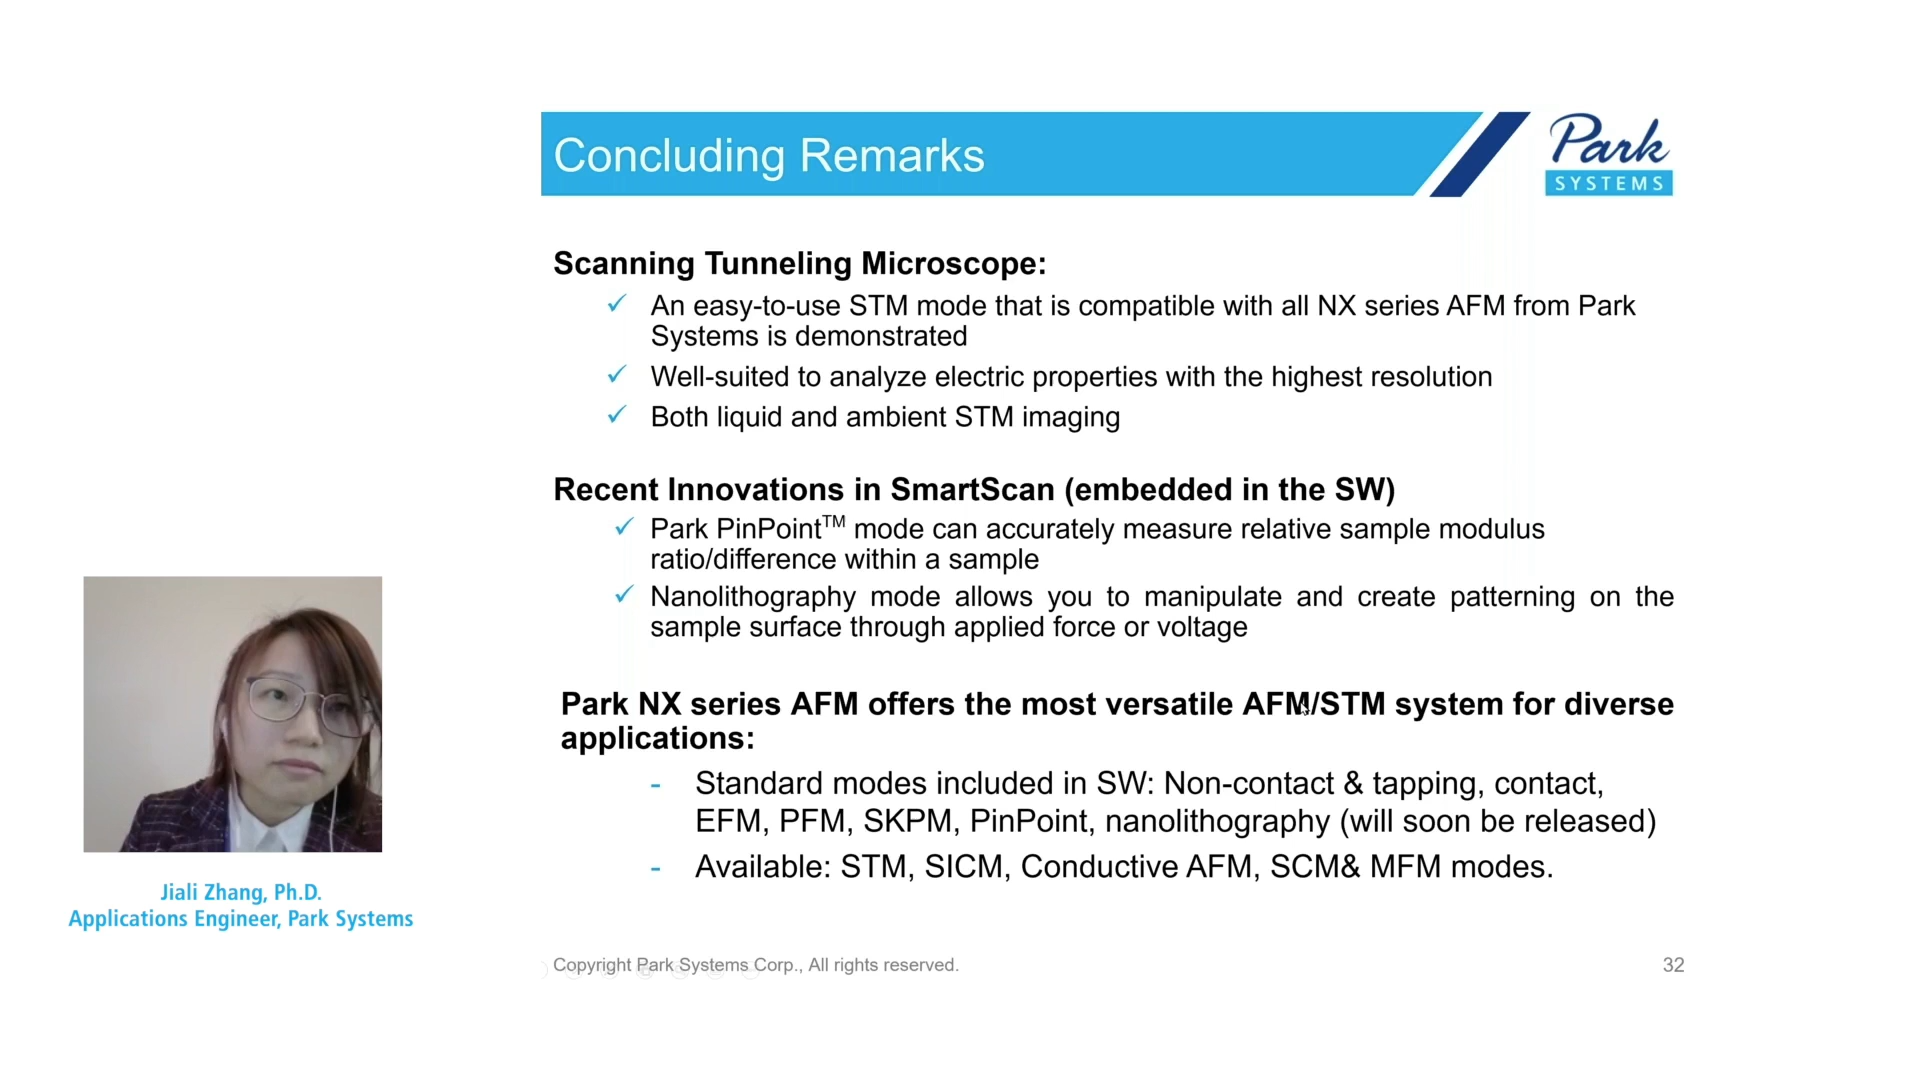 Concluding Remarks
Park
SYSTEMS
Scanning Tunneling Microscope:
✓ An easy-to-use STM mode that is compatible with all NX series AFM from Park
Systems is demonstrated
✓ Well-suited to analyze electric properties with the highest resolution
✓ Both liquid and ambient STM imaging
Recent Innovations in SmartScan (embedded in the SW)
✓ Park PinPoint™ mode can accurately measure relative sample modulus
ratio/difference within a sample
✓ Nanolithography mode allows you to manipulate and create patterning on the
sample surface through applied force or voltage
Park NX series AFM offers the most versatile AFM/STM system for diverse
applications:
- Standard modes included in SW: Non-contact & tapping, contact,
EFM, PFM, SKPM, PinPoint, nanolithography (will soon be released)
- Available: STM, SICM, Conductive AFM, SCM& MFM modes.
Jiali Zhang, Ph.D.
Applications Engineer, Park Systems
Copyright Park Systems Corp., All rights reserved.
32